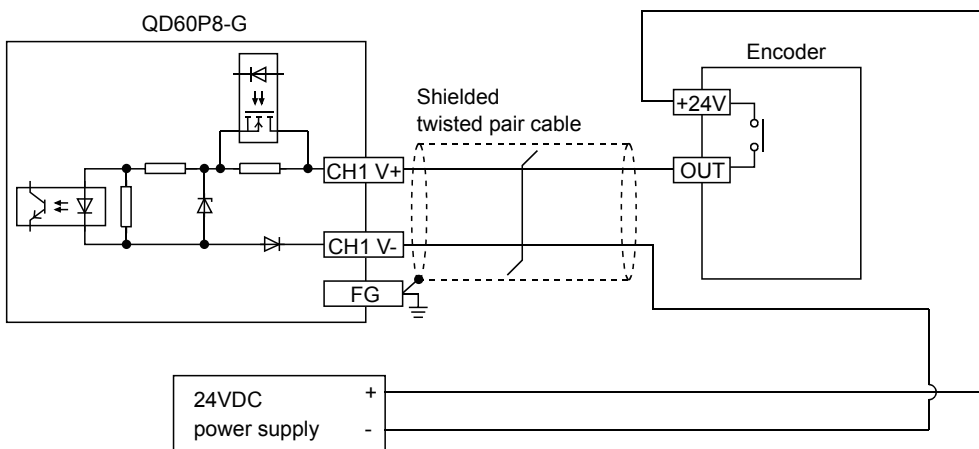 QD60P8-G
Encoder
Shielded
twisted pair cable
+24V
CH1 V+
OUT
CH1 V-
FG
24VDC
power supply
+
-